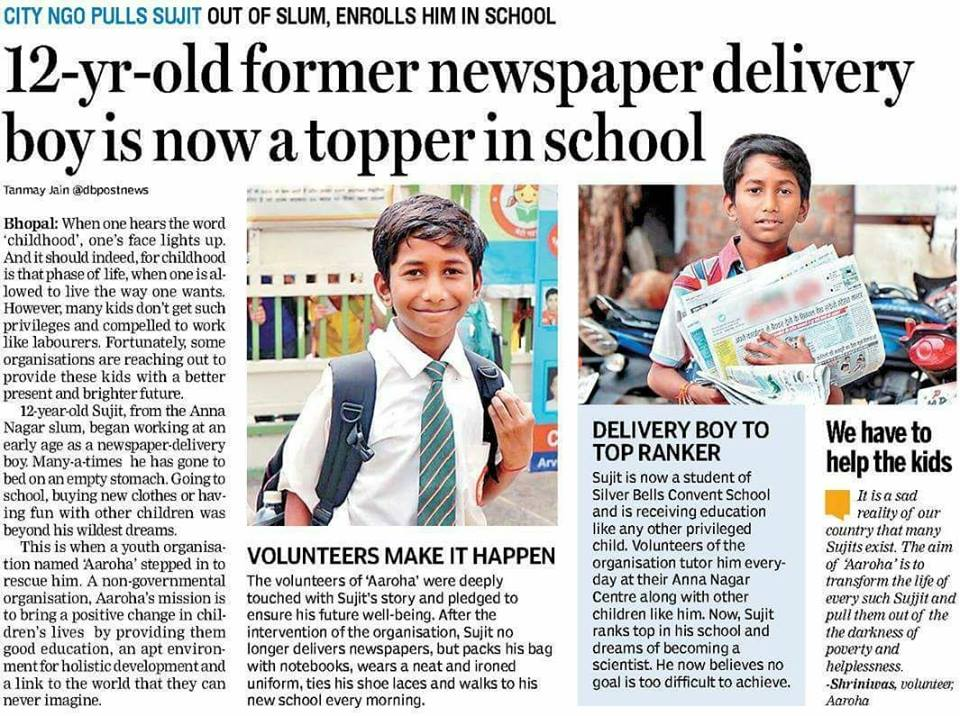 CITY NGO PULLS SUJIT OUT OF SLUM, ENROLLS HIM IN SCHOOL
12-yr-old former newspaper delivery
boy is now a topper in school
Tanmay Jain @dbpostnews
Bhopal: When one hears the word
‘childhood’, one's face lights up.
And it should indeed, for childhood
is that phase of life, when one is al-
lowed to live the way one wants.
However, many kids don't get such
privileges and compelled to work
like labourers. Fortunately, some
organisations are reaching out to
provide these kids with a better
present and brighter future.
12-year-old Sujit, from the Anna
Nagar slum, began working at an
early age as a newspaper-delivery
boy. Many-a-times he has gone to
bed on an empty stomach. Going to
school, buying new clothes or hav-
ing fun with other children was
beyond his wildest dreams.
This is when a youth organisa-
tion named ‘Aaroha’ stepped in to
rescue him. A non-governmental
organisation, Aaroha's mission is
to bring a positive change in chil-
dren's lives by providing them
good education, an apt environ-
ment for holistic development and
a link to the world that they can
never imagine.
Arv
VOLUNTEERS MAKE IT HAPPEN
The volunteers of ‘Aaroha’ were deeply
touched with Sujit's story and pledged to
ensure his future well-being. After the
intervention of the organisation, Sujit no
longer delivers newspapers, but packs his bag
with notebooks, wears a neat and ironed
uniform, ties his shoe laces and walks to his
new school every morning.
DELIVERY BOY TO
TOP RANKER
Sujit is now a student of
Silver Bells Convent School
and is receiving education
like any other privileged
child. Volunteers of the
organisation tutor him every-
day at their Anna Nagar
Centre along with other
children like him. Now, Sujit
ranks top in his school and
dreams of becoming a
scientist. He now believes no
goal is too difficult to achieve.
We have to
help the kids
It is a sad
reality of our
country that many
Sujits exist. The aim
of ‘Aaroha’ is to
transform the life of
every such Sujjit and
pull them out of the
the darkness of
poverty and
helplessness.
-Shriniwas, volunteer,
Aaroha